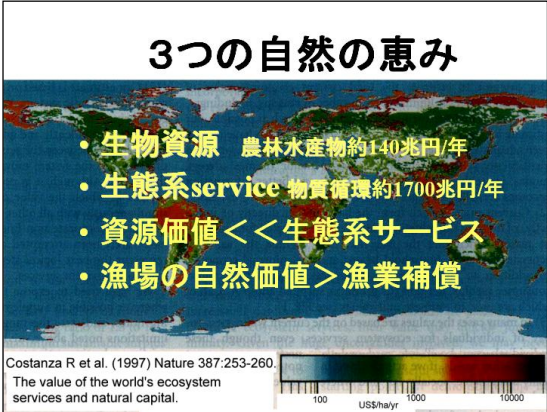 3つの自然の恵み
• 生物資源 農林水産物約140兆円/年
• 生態系service 物質循環約1700兆円/年
• 資源価値＜＜生態系サービス
• 漁場の自然価値＞漁業補償
Costanza R et al. (1997) Nature 387:253-260.
The value of the world's ecosystem
services and natural capital.
100 1000 10000
US$/ha/yr